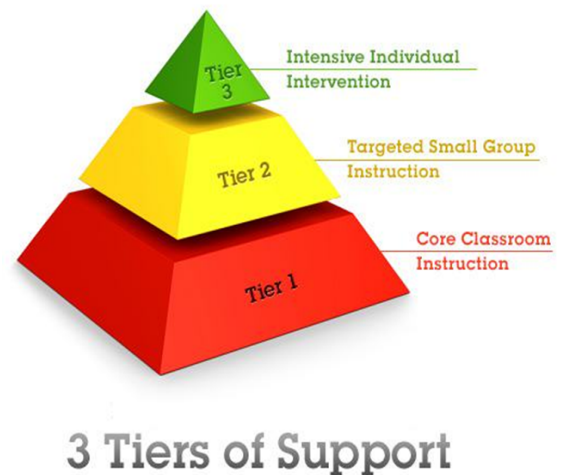 Tier
3
Intensive Individual
Intervention
Tier 2
Targeted Small Group
Instruction
Tier 1
Core Classroom
Instruction
3 Tiers of Support